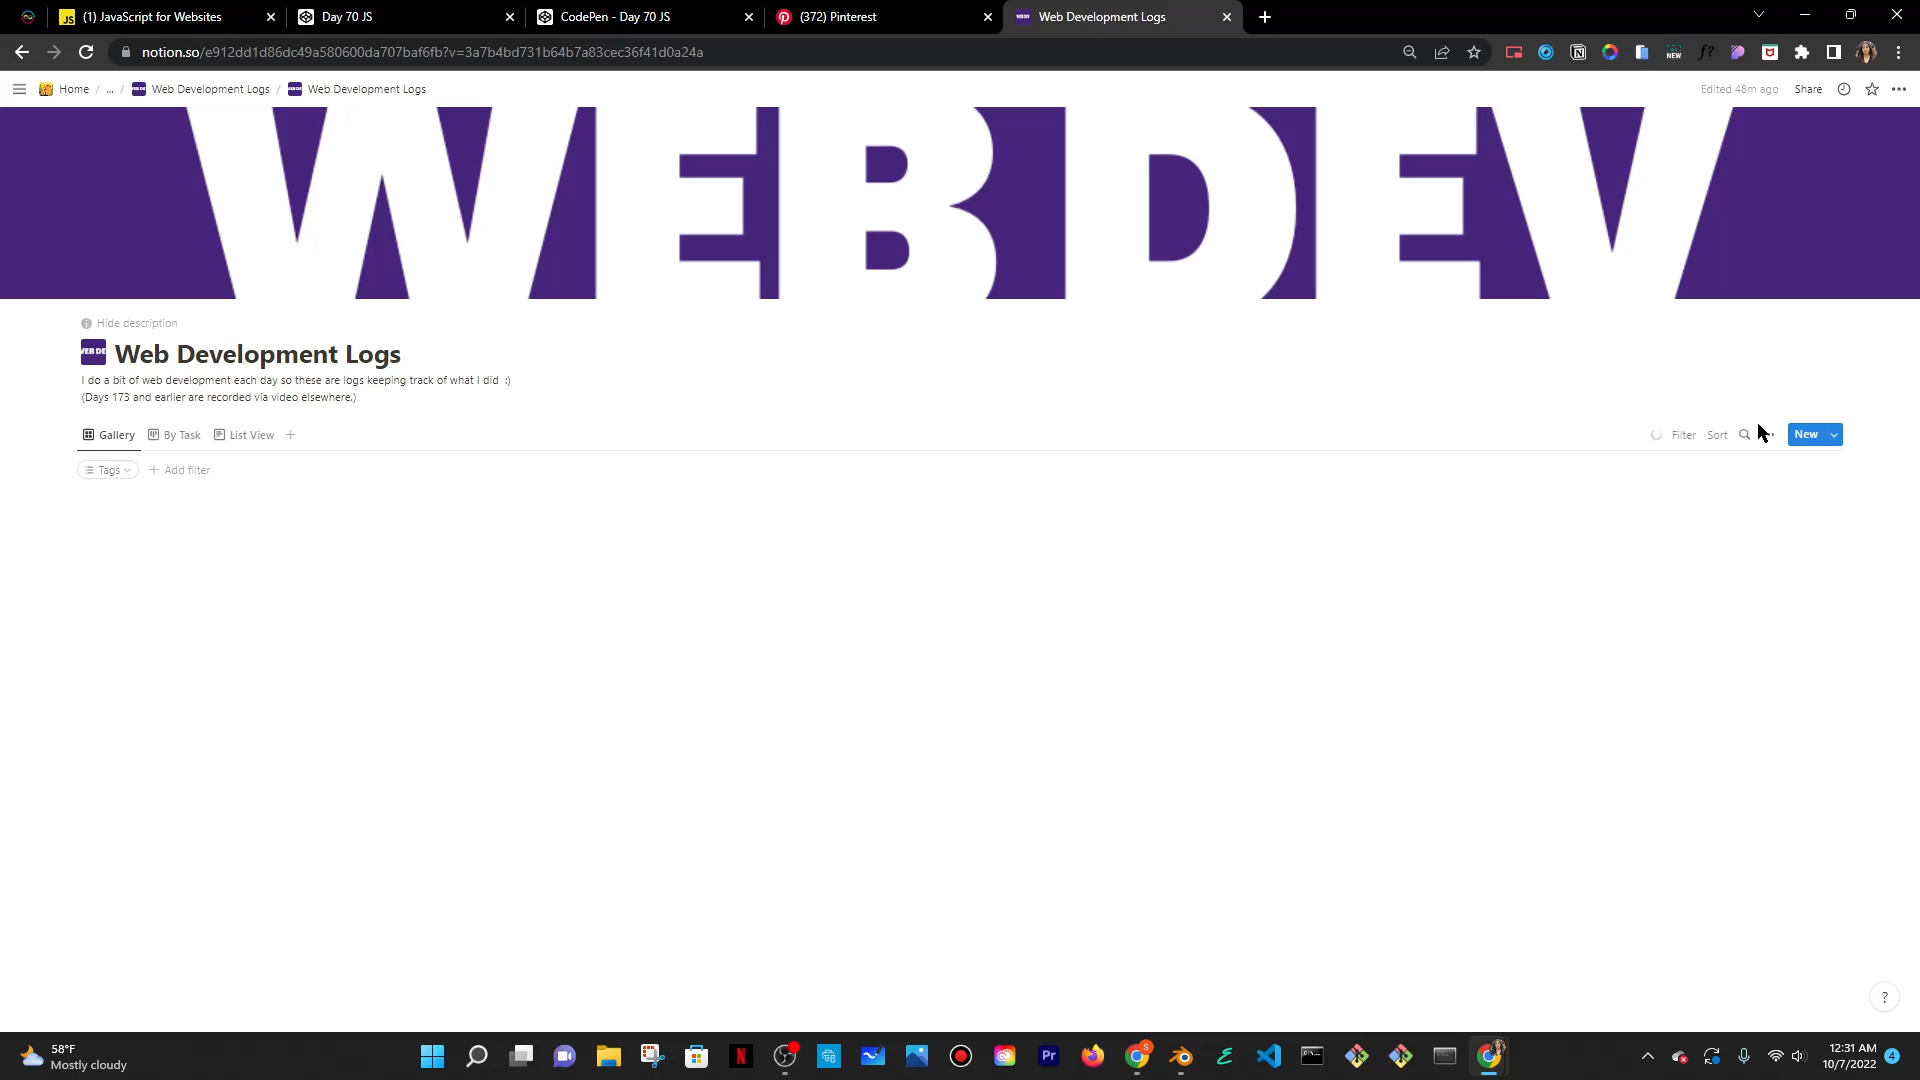 (1) JavaScript for Websites
Day 70 JS
CodePen - Day 70 JS
(372) Pinterest
Web Development Logs
notion.so/e912dd1d86dc49a580600da707baf6fb?v=3a7b4bd731b64b7a83cec36f41d0a24a
Home / ... / Web Development Logs / Web Development Logs
Edited 48m ago Share
WEB DEV
Hide description
Web Development Logs
I do a bit of web development each day so these are logs keeping track of what I did :)
(Days 173 and earlier are recorded via video elsewhere.)
Gallery By Task List View
Filter Sort New
Tags Add filter
?
58°F
Mostly cloudy
12:31 AM
10/7/2022
4